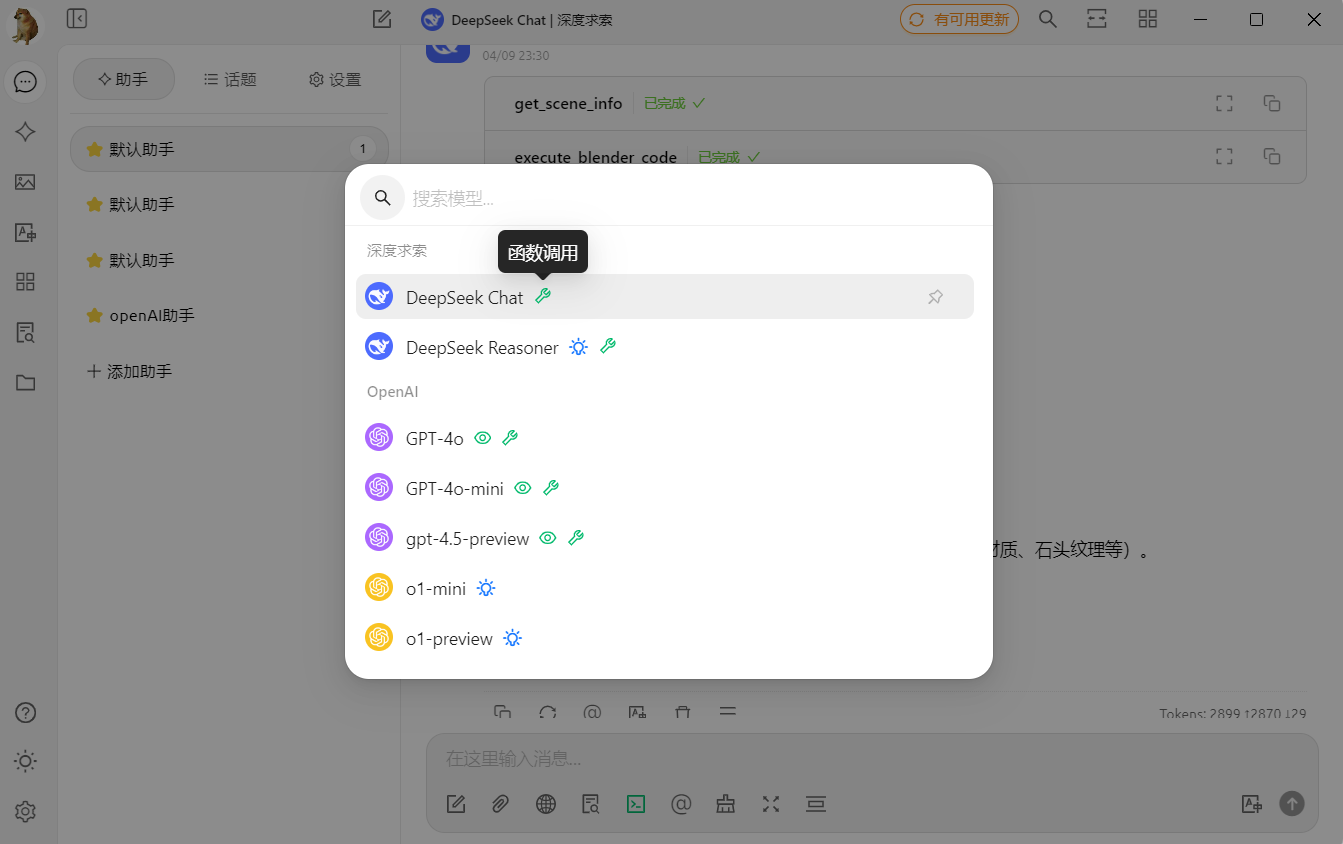 DeepSeek Chat | 深度求索
有可用更新
助手
话题
设置
默认助手
1
默认助手
默认助手
openAI助手
添加助手
04/09 23:30
get_scene_info
已完成
execute_blender_code
已完成
搜索模型...
深度求索
函数调用
DeepSeek Chat
DeepSeek Reasoner
OpenAI
GPT-4o
GPT-4o-mini
gpt-4.5-preview
o1-mini
o1-preview
材质、石头纹理等）。
Tokens: 2899 ↑2870 ↓29
在这里输入消息...